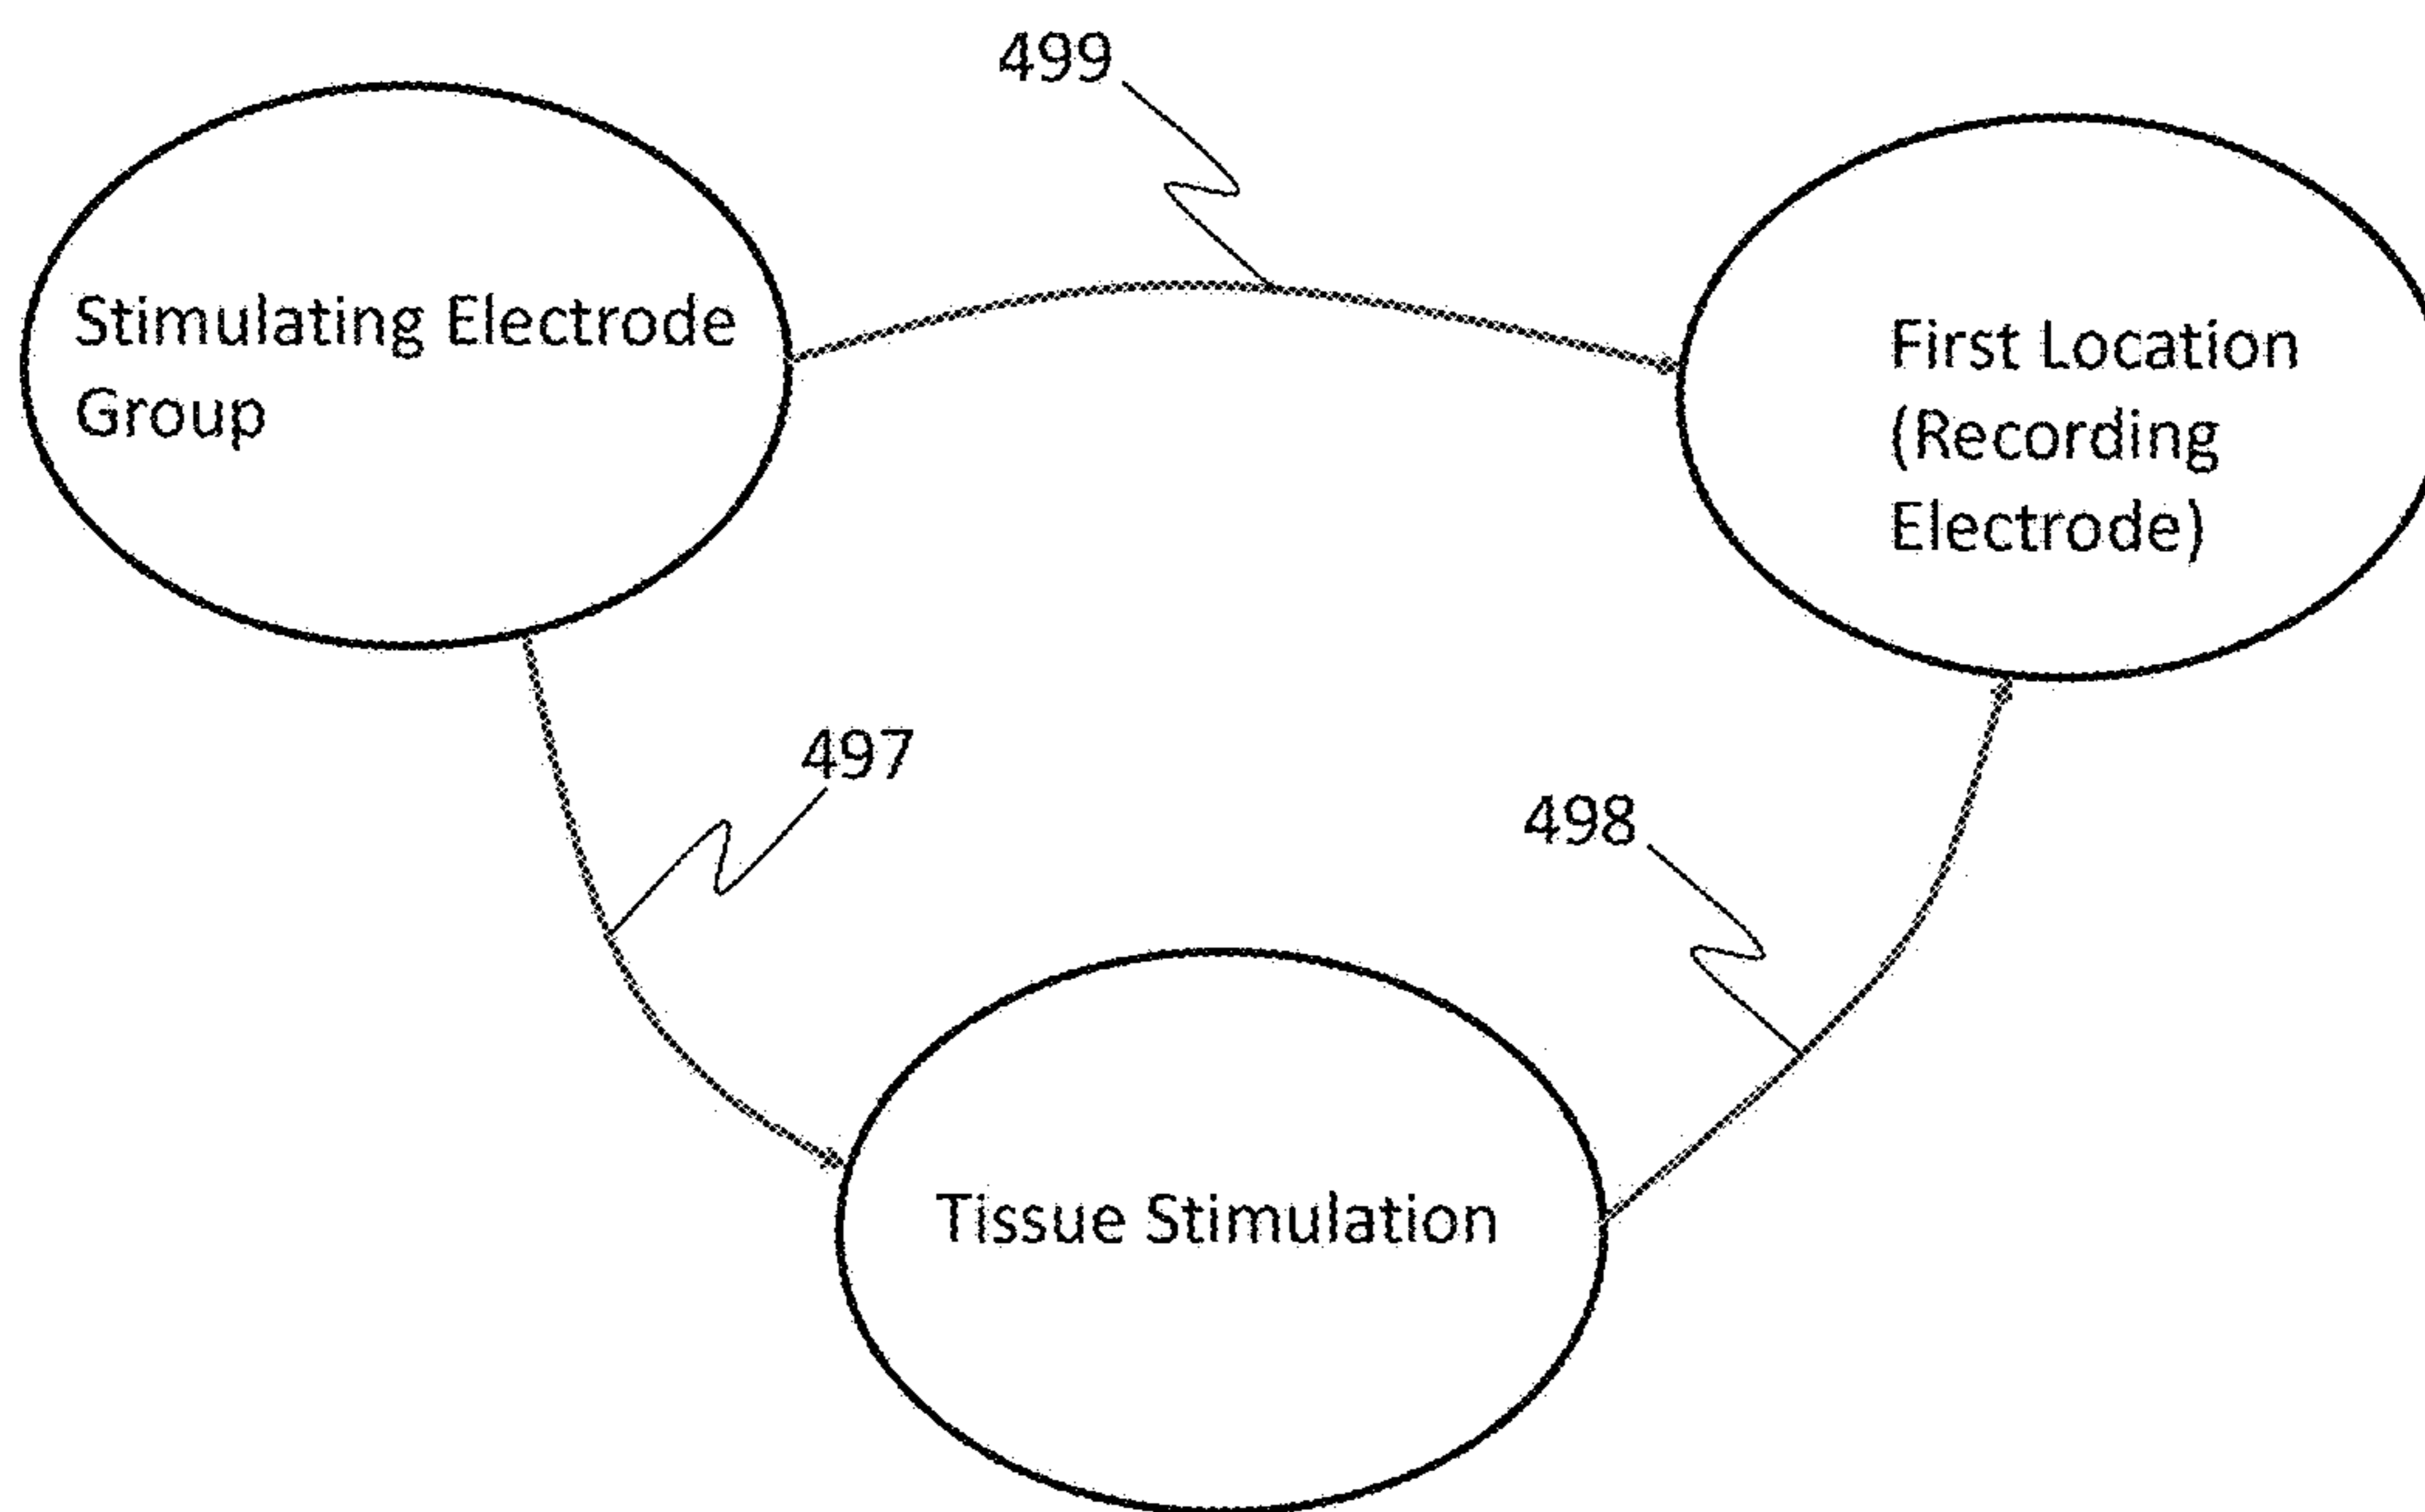 499
Stimulating Electrode
Group
First Location
(Recording
Electrode)
497
498
Tissue Stimulation